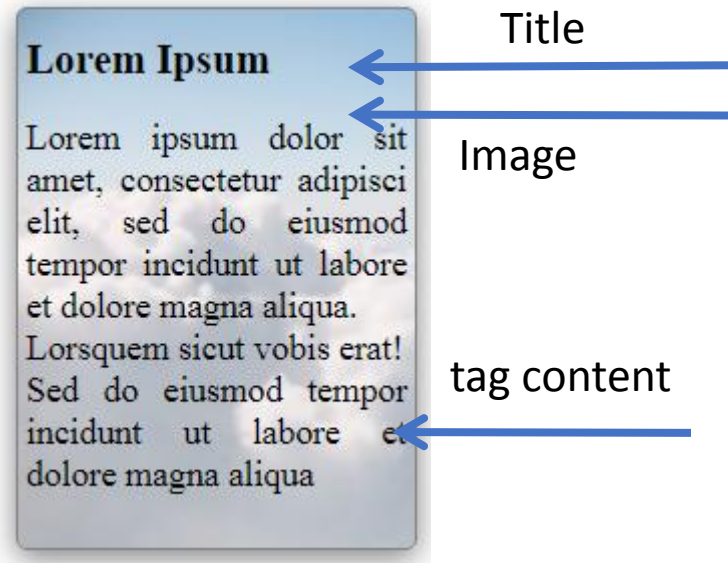 Title
Lorem Ipsum
Lorem ipsum dolor sit
amet, consectetur adipisci
elit, sed do eiusmod
tempor incidunt ut labore
et dolore magna aliqua.
Lorsquem sicut vobis erat!
Sed do eiusmod tempor
incidunt ut labore et
dolore magna aliqua
Image
tag content